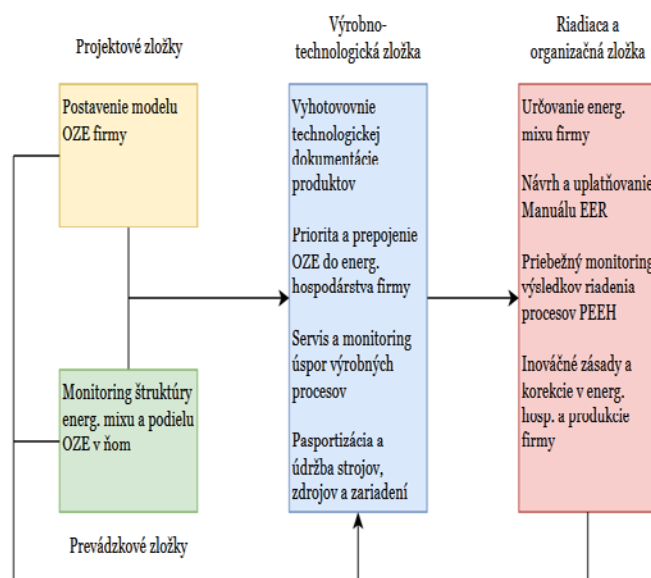 Projektové zložky
Postavenie modelu
OZE firmy
Monitoring štruktúry
energ. mixu a podielu
OZE v ňom
Prevádzkové zložky
Výrobno-
technologická zložka
Vyhotovovnie
technologickej
dokumentácie
produktov
Priorita a prepojenie
OZE do energ.
hospodárstva firmy
Servis a monitoring
úspor výrobných
procesov
Pasportizácia a
údržba strojov,
zdrojov a zariadení
Riadiaca a
organizačná zložka
Určovanie energ.
mixu firmy
Návrh a uplatňovanie
Manuálu EER
Priebežný monitoring
výsledkov riadenia
procesov PEEH
Inováčné zásady a
korekcie v energ.
hosp. a produkcie
firmy